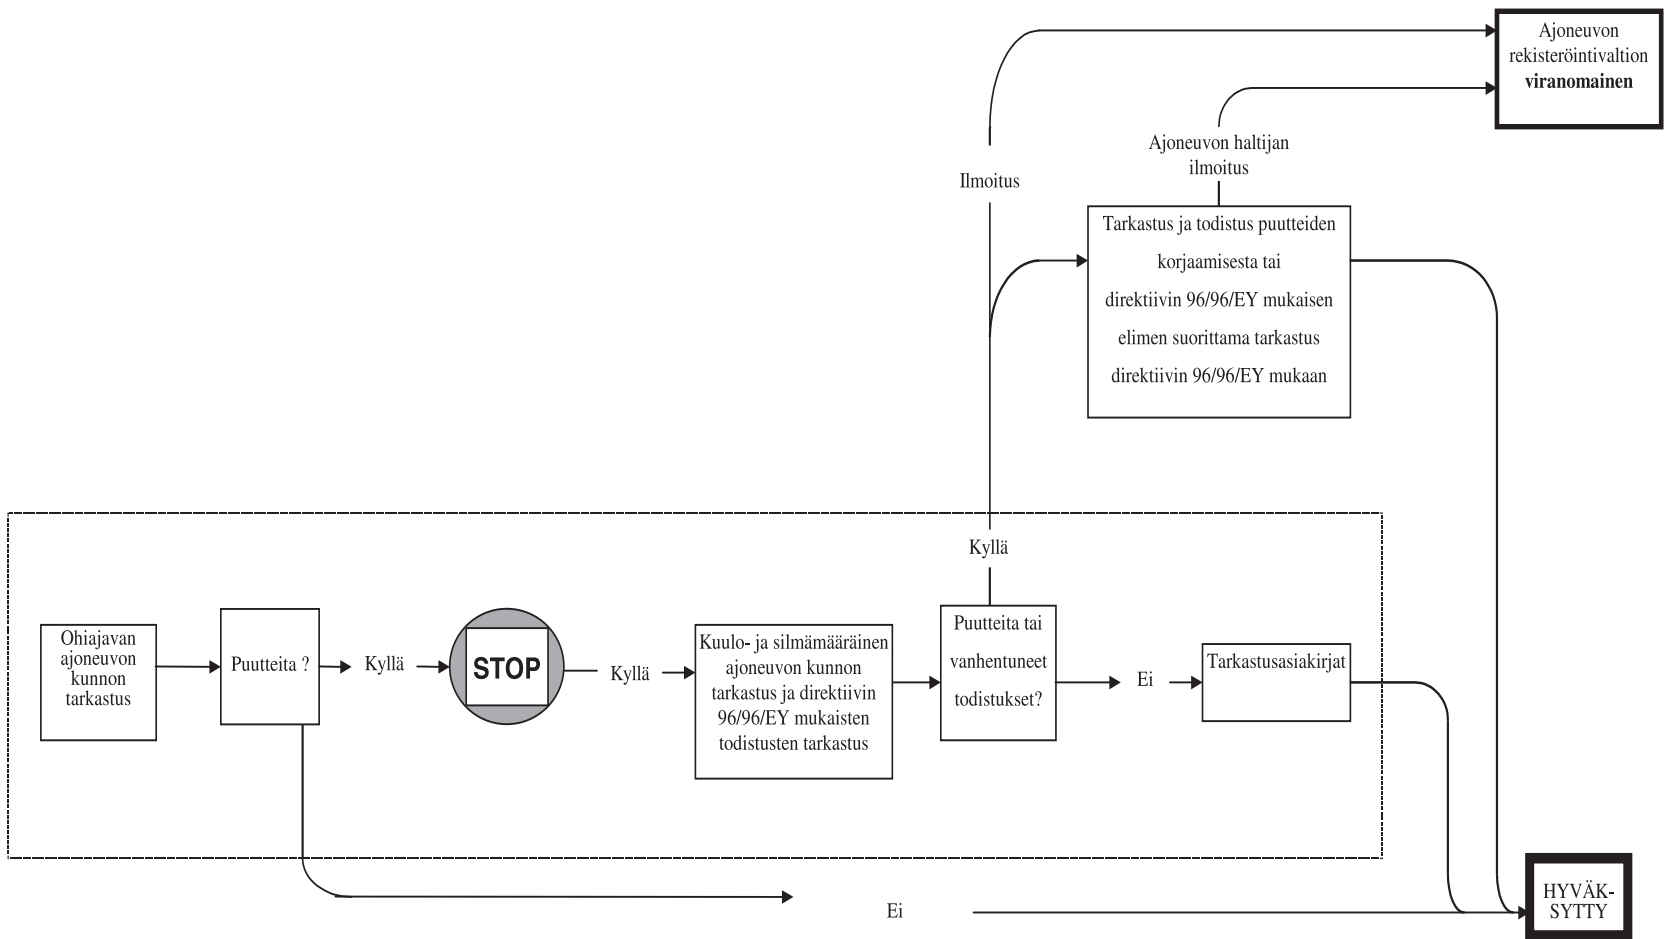 Ajoneuvon
rekisteröintivaltion
viranomainen
Ajoneuvon haltijan
ilmoitus
Ilmoitus
Tarkastus ja todistus puutteiden
korjaamisesta tai
direktiivin 96/96/EY mukaisen
elimen suorittama tarkastus
direktiivin 96/96/EY mukaan
Kyllä
Ohiajavan
ajoneuvon
kunnon
tarkastus
Puutteita ?
Kyllä
STOP
Kyllä
Kuulo- ja silmämääräinen
ajoneuvon kunnon
tarkastus ja direktiivin
96/96/EY mukaisten
todistusten tarkastus
Puutteita tai
vanhentuneet
todistukset?
Ei
Tarkastusasiakirjat
Ei
HYVÄK-
SYTTY